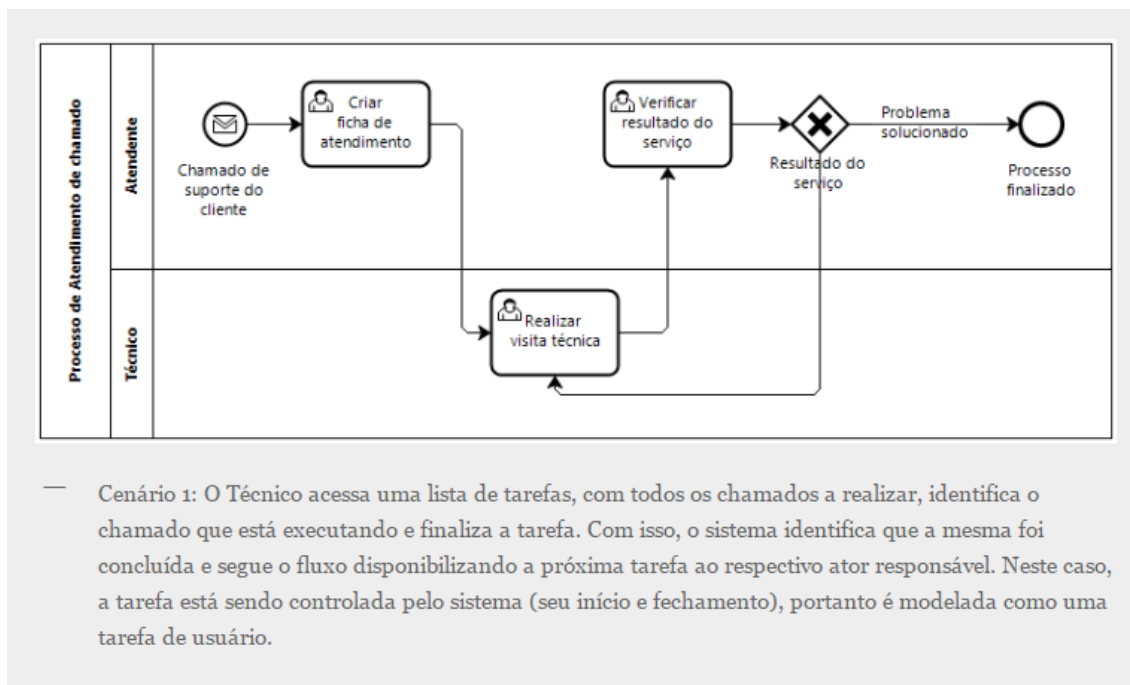 Processo de Atendimento de chamado
Atendente
Chamado de
suporte do
cliente
Criar
ficha de
atendimento
Verificar
resultado do
serviço
Resultado do
serviço
Problema
solucionado
Processo
finalizado
Técnico
Realizar
visita técnica
— Cenário 1: O Técnico acessa uma lista de tarefas, com todos os chamados a realizar, identifica o
chamado que está executando e finaliza a tarefa. Com isso, o sistema identifica que a mesma foi
concluída e segue o fluxo disponibilizando a próxima tarefa ao respectivo ator responsável. Neste caso,
a tarefa está sendo controlada pelo sistema (seu início e fechamento), portanto é modelada como uma
tarefa de usuário.